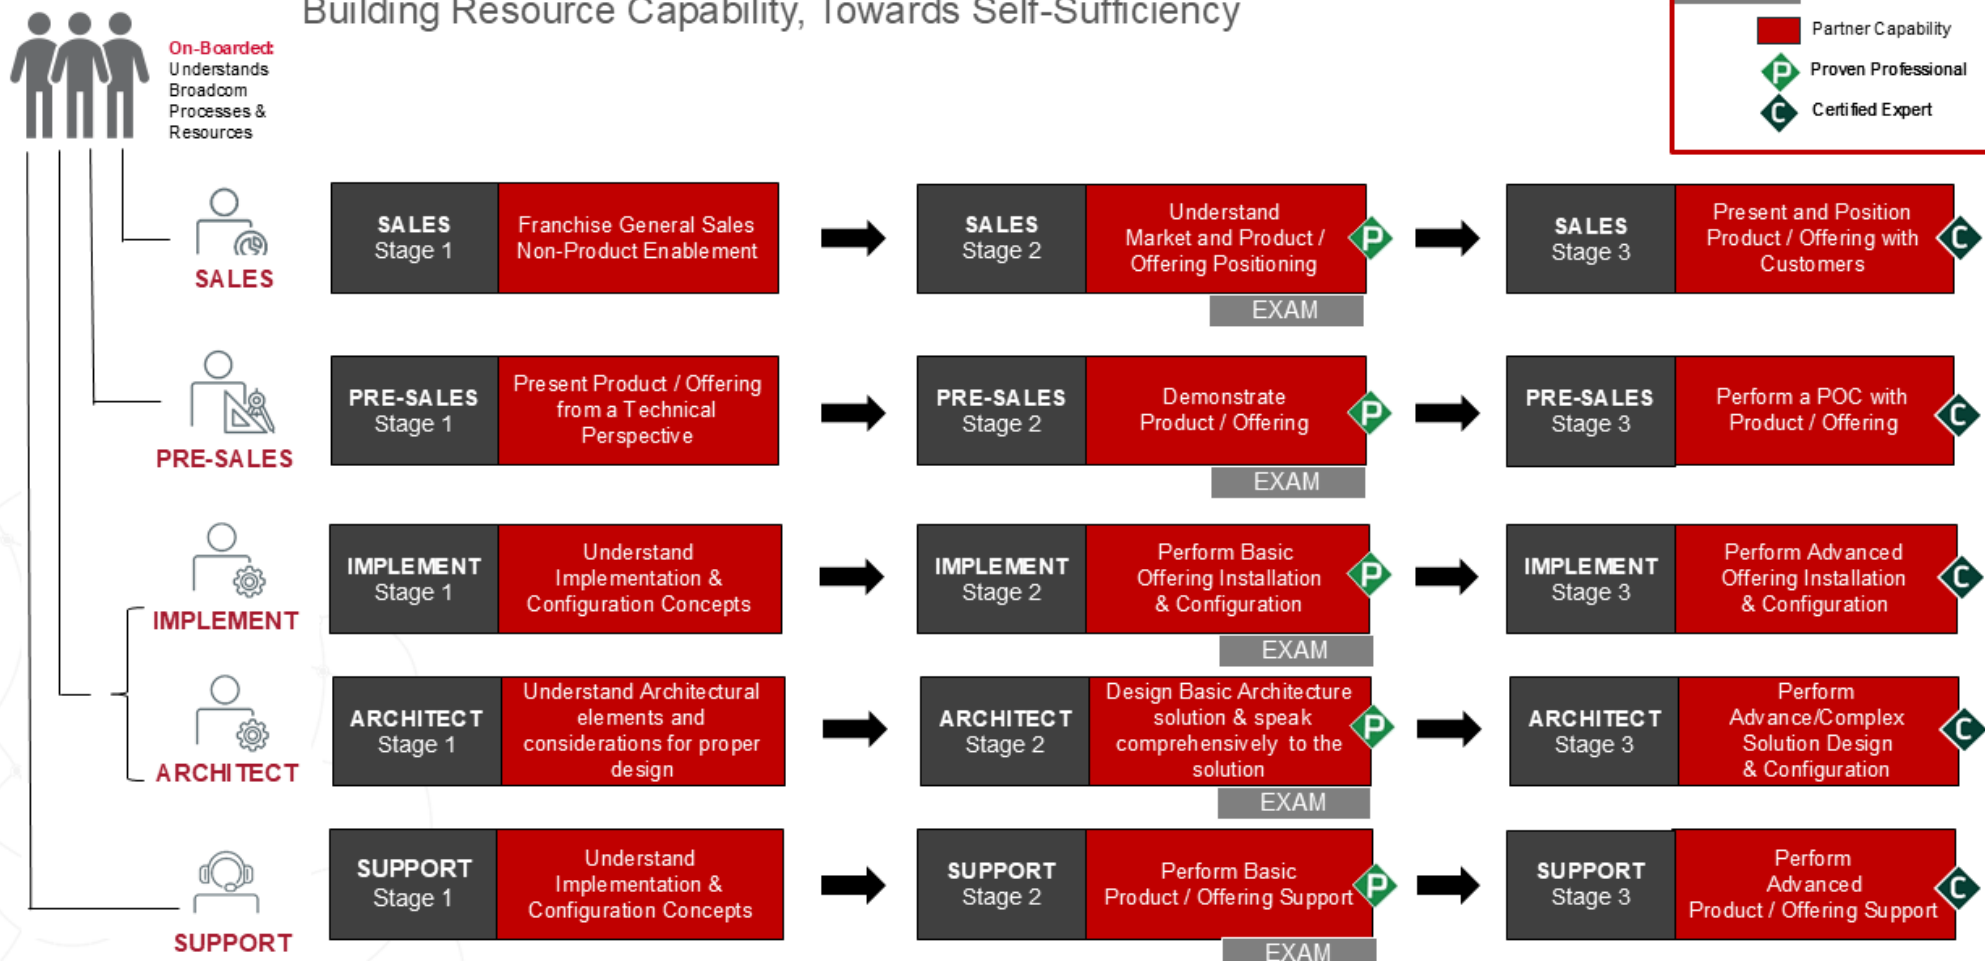 Building Resource Capability, Towards Self-Sufficiency
On-Boarded:
Understands
Broadcom
Processes &
Resources
Partner Capability
P
Proven Professional
C
Certified Expert
SALES
SALES
Stage 1
Franchise General Sales
Non-Product Enablement
SALES
Stage 2
Understand
Market and Product /
Offering Positioning
P
EXAM
SALES
Stage 3
Present and Position
Product / Offering with
Customers
C
PRE-SALES
PRE-SALES
Stage 1
Present Product / Offering
from a Technical
Perspective
PRE-SALES
Stage 2
Demonstrate
Product / Offering
P
EXAM
PRE-SALES
Stage 3
Perform a POC with
Product / Offering
C
IMPLEMENT
IMPLEMENT
Stage 1
Understand
Implementation &
Configuration Concepts
IMPLEMENT
Stage 2
Perform Basic
Offering Installation
& Configuration
P
EXAM
IMPLEMENT
Stage 3
Perform Advanced
Offering Installation
& Configuration
C
ARCHITECT
ARCHITECT
Stage 1
Understand Architectural
elements and
considerations for proper
design
ARCHITECT
Stage 2
Design Basic Architecture
solution & speak
comprehensively to the
solution
P
EXAM
ARCHITECT
Stage 3
Perform
Advance/Complex
Solution Design
& Configuration
C
SUPPORT
SUPPORT
Stage 1
Understand
Implementation &
Configuration Concepts
SUPPORT
Stage 2
Perform Basic
Product / Offering Support
P
EXAM
SUPPORT
Stage 3
Perform
Advanced
Product / Offering Support
C